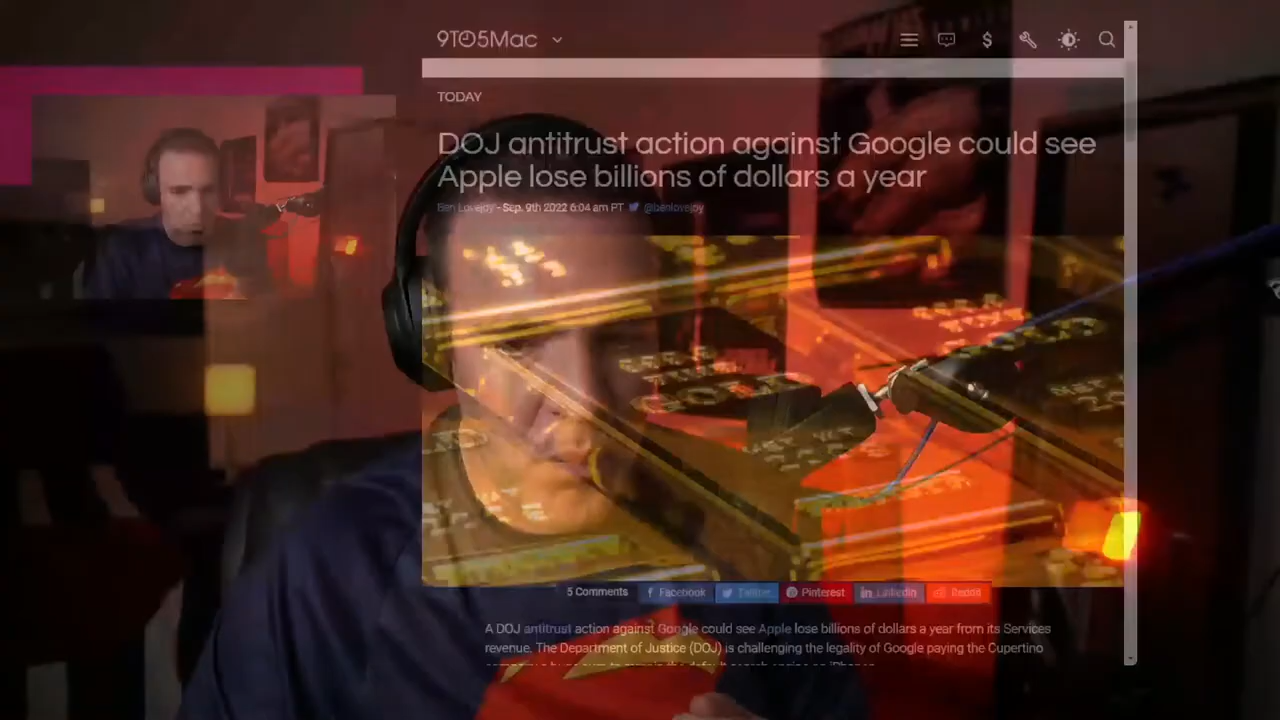 9TO5Mac
TODAY
DOJ antitrust action against Google could see
Apple lose billions of dollars a year
Ben Lovejoy - Sep. 9th 2022 6:04 am PT @benlovejoy
5 Comments Facebook Twitter Pinterest LinkedIn Reddit
A DOJ antitrust action against Google could see Apple lose billions of dollars a year from its Services
revenue. The Department of Justice (DOJ) is challenging the legality of Google paying the Cupertino